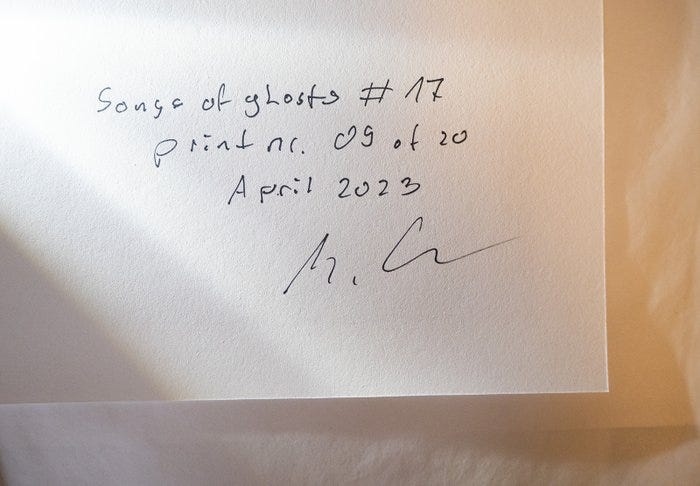 Songs of ghosts # 17
print nr. 09 of 20
April 2023